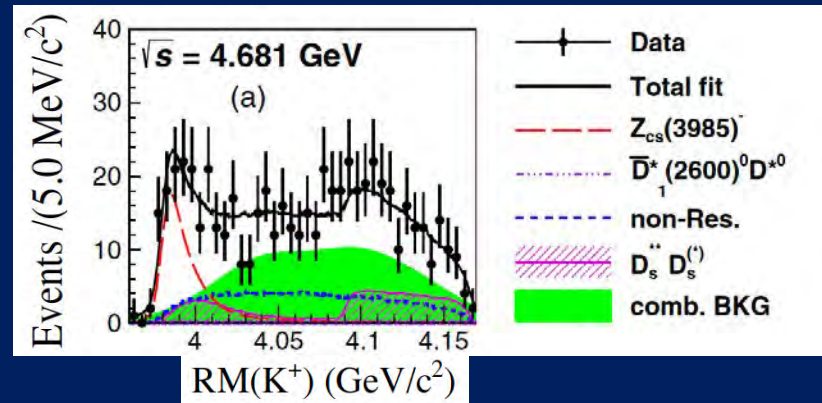 40
30
20
10
0
Events /(5.0 MeV/c²)
√s = 4.681 GeV
(a)
4 4.05 4.1 4.15
RM(K⁺) (GeV/c²)
Data
Total fit
Z_cs(3985)⁻
D̄*₁(2600)⁰D*⁰
non-Res.
D_s^** D_s^(*)
comb. BKG